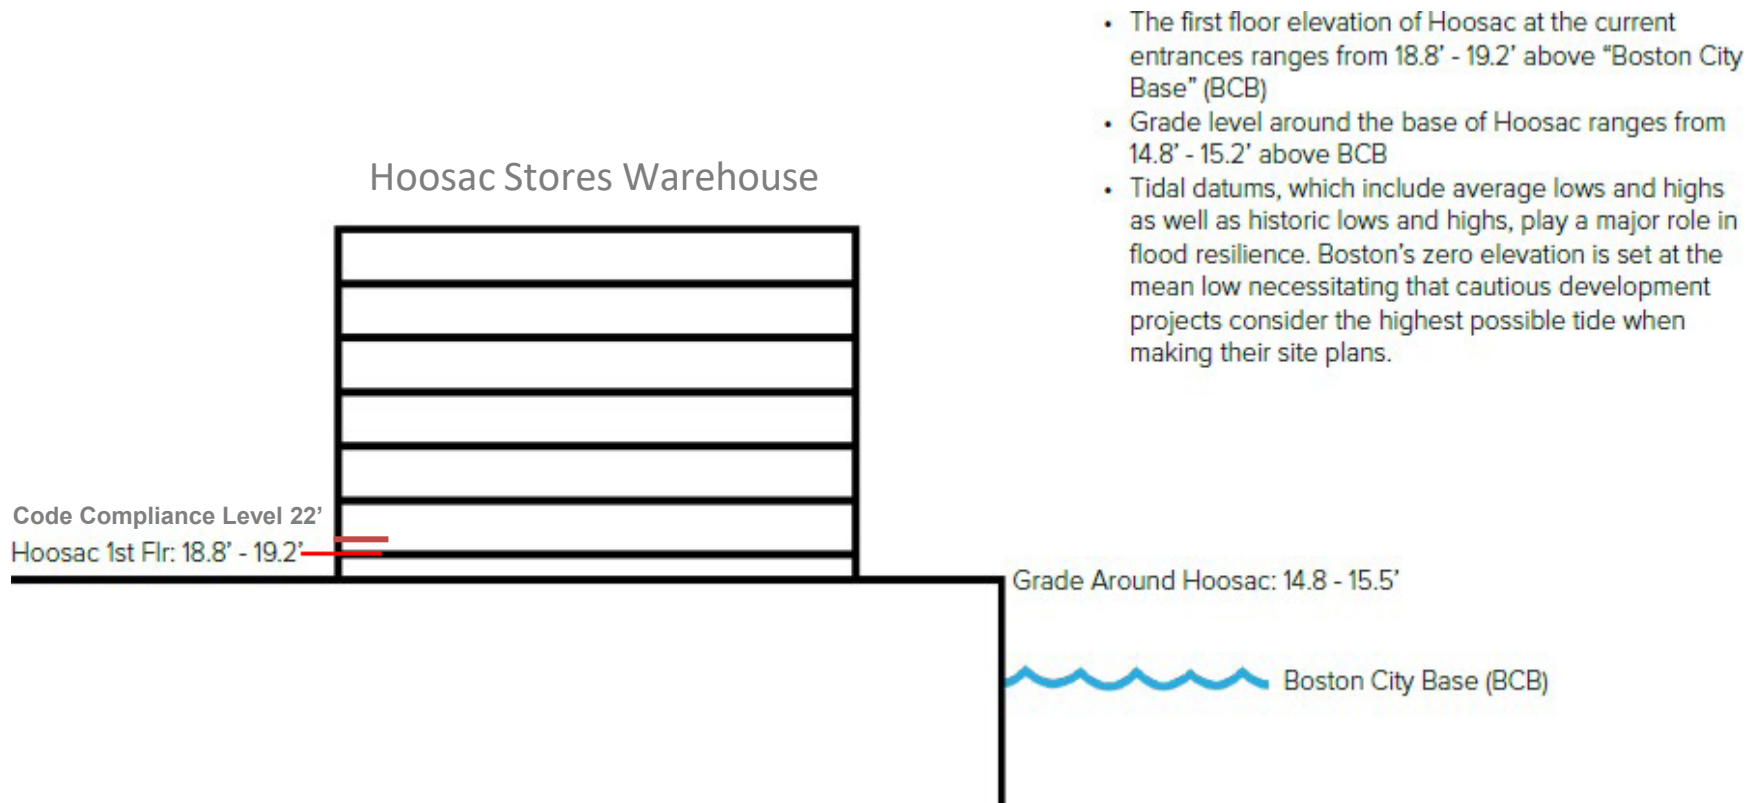 • The first floor elevation of Hoosac at the current
entrances ranges from 18.8’ - 19.2’ above “Boston City
Base” (BCB)
• Grade level around the base of Hoosac ranges from
14.8’ - 15.2’ above BCB
• Tidal datums, which include average lows and highs
as well as historic lows and highs, play a major role in
flood resilience. Boston’s zero elevation is set at the
mean low necessitating that cautious development
projects consider the highest possible tide when
making their site plans.
Hoosac Stores Warehouse
Code Compliance Level 22’
Hoosac 1st Flr: 18.8’ - 19.2’
Grade Around Hoosac: 14.8 - 15.5’
Boston City Base (BCB)